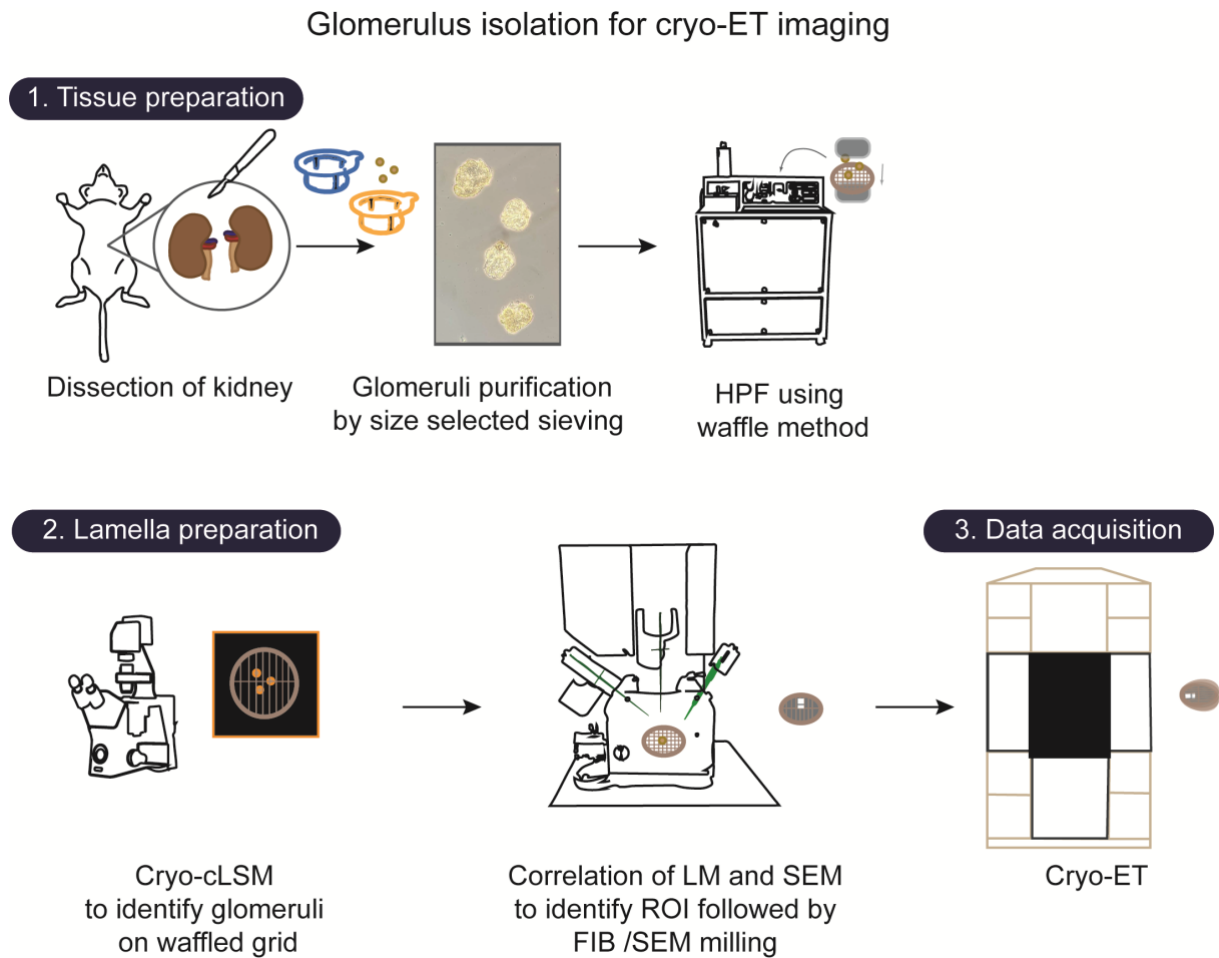 Glomerulus isolation for cryo-ET imaging
1. Tissue preparation
Dissection of kidney
Glomeruli purification
by size selected sieving
HPF using
waffle method
2. Lamella preparation
3. Data acquisition
Cryo-cLSM
to identify glomeruli
on waffled grid
Correlation of LM and SEM
to identify ROI followed by
FIB /SEM milling
Cryo-ET